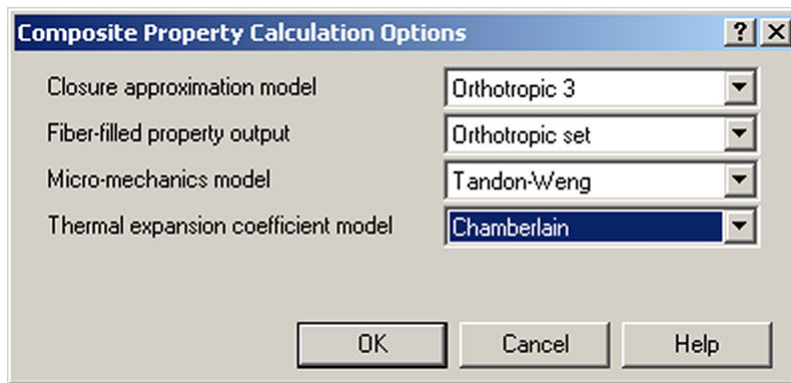 Composite Property Calculation Options ? X
Closure approximation model Orthotropic 3
Fiber-filled property output Orthotropic set
Micro-mechanics model Tandon-Weng
Thermal expansion coefficient model Chamberlain
OK Cancel Help